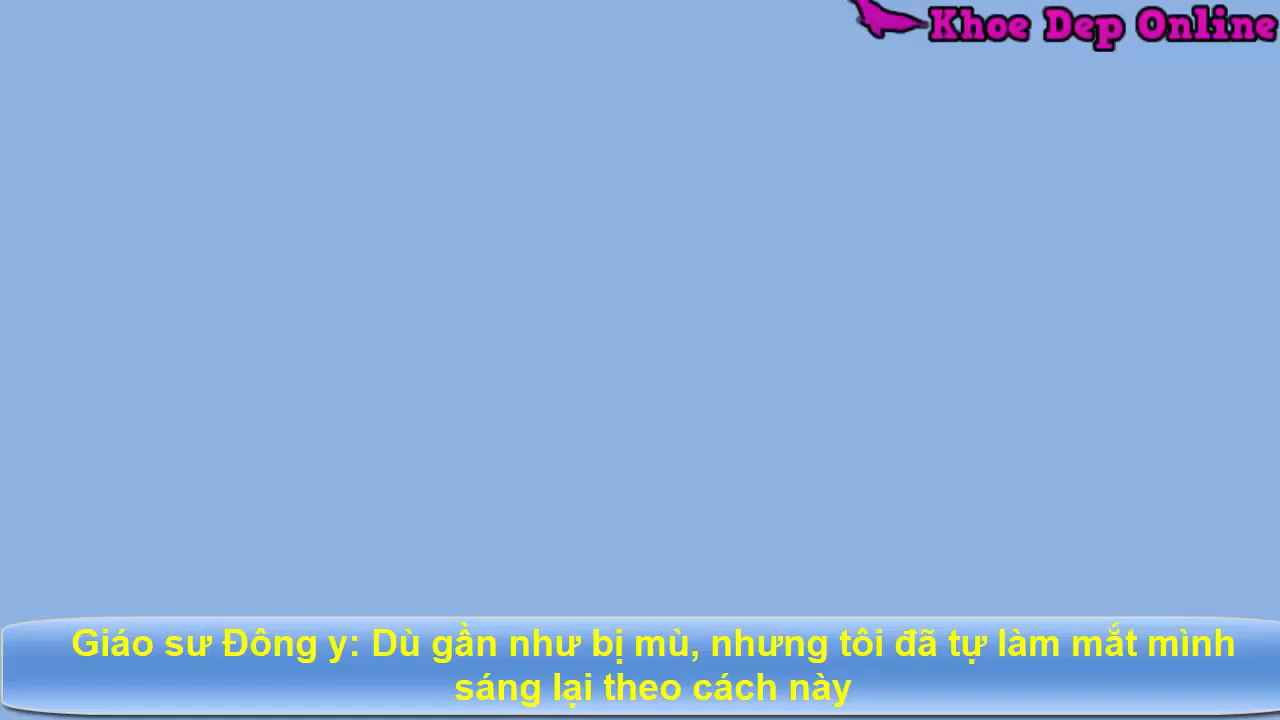 Khoe Dep Online
Giáo sư Đông y: Dù gần như bị mù, nhưng tôi đã tự làm mắt mình
sáng lại theo cách này